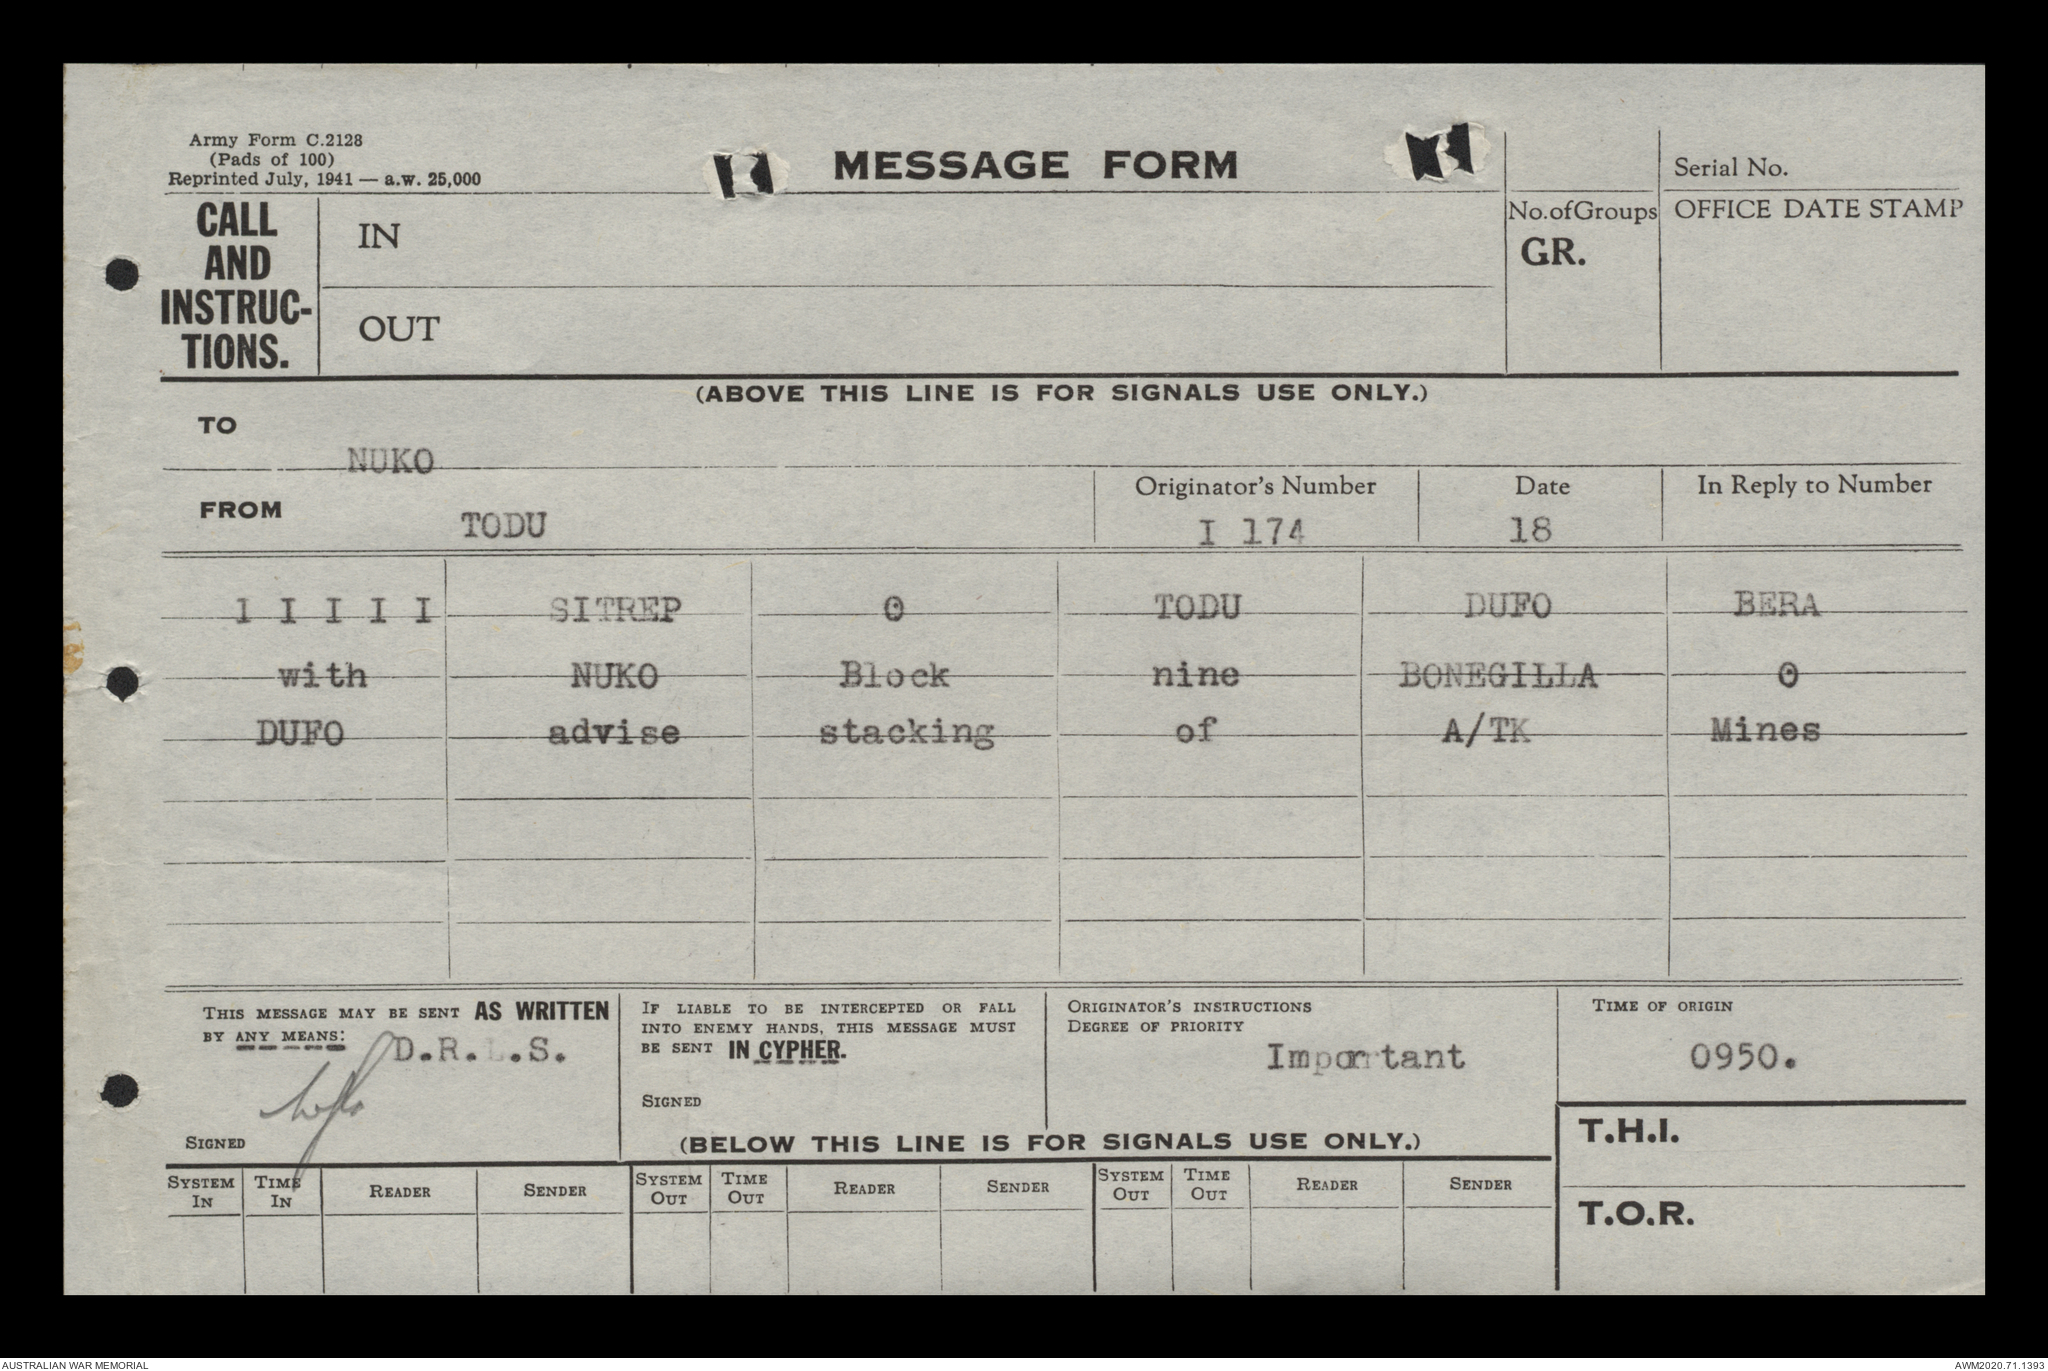 Army Form C.2128
(Pads of 100)
Reprinted July, 1941 — a.w. 25,000
MESSAGE FORM
Serial No.
CALL AND INSTRUC-TIONS.
IN
OUT
No. of Groups
GR.
OFFICE DATE STAMP
(ABOVE THIS LINE IS FOR SIGNALS USE ONLY.)
TO NUKO
FROM TODU
Originator's Number I 174
Date 18
In Reply to Number
I I I I I SITREP 0 TODU DUFO BERA
with NUKO Block nine BONEGILLA 0
DUFO advise stacking of A/TK Mines
THIS MESSAGE MAY BE SENT AS WRITTEN
BY ANY MEANS: D.R.L.S.
SIGNED
IF LIABLE TO BE INTERCEPTED OR FALL
INTO ENEMY HANDS, THIS MESSAGE MUST
BE SENT IN CYPHER.
SIGNED
ORIGINATOR'S INSTRUCTIONS
DEGREE OF PRIORITY
Important
TIME OF ORIGIN
0950.
(BELOW THIS LINE IS FOR SIGNALS USE ONLY.)
T.H.I.
T.O.R.
SYSTEM IN TIME IN READER SENDER SYSTEM OUT TIME OUT READER SENDER SYSTEM OUT TIME OUT READER SENDER
AUSTRALIAN WAR MEMORIAL
AWM2020.71.1393